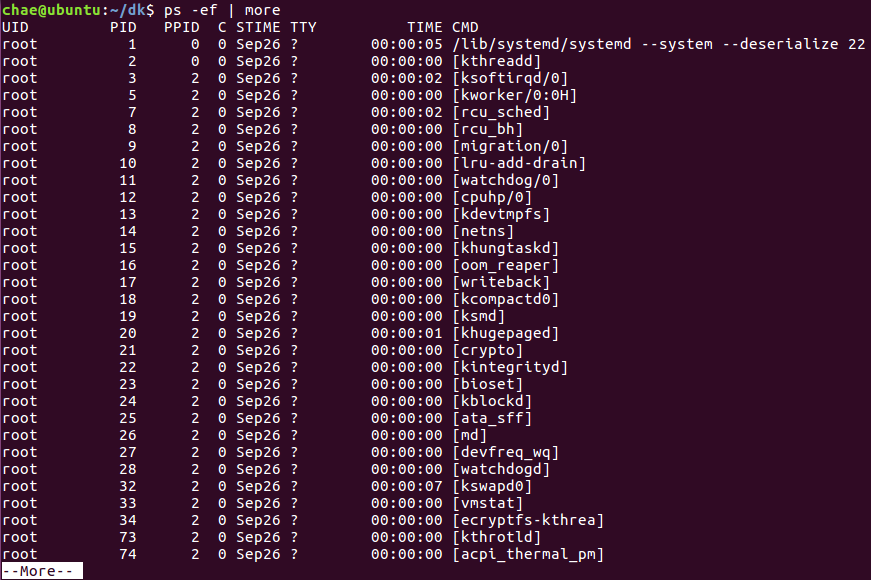 chae@ubuntu:~/dk$ ps -ef | more
UID        PID  PPID  C STIME TTY          TIME CMD
root         1     0  0 Sep26 ?        00:00:05 /lib/systemd/systemd --system --deserialize 22
root         2     0  0 Sep26 ?        00:00:00 [kthreadd]
root         3     2  0 Sep26 ?        00:00:02 [ksoftirqd/0]
root         5     2  0 Sep26 ?        00:00:00 [kworker/0:0H]
root         7     2  0 Sep26 ?        00:00:02 [rcu_sched]
root         8     2  0 Sep26 ?        00:00:00 [rcu_bh]
root         9     2  0 Sep26 ?        00:00:00 [migration/0]
root        10     2  0 Sep26 ?        00:00:00 [lru-add-drain]
root        11     2  0 Sep26 ?        00:00:00 [watchdog/0]
root        12     2  0 Sep26 ?        00:00:00 [cpuhp/0]
root        13     2  0 Sep26 ?        00:00:00 [kdevtmpfs]
root        14     2  0 Sep26 ?        00:00:00 [netns]
root        15     2  0 Sep26 ?        00:00:00 [khungtaskd]
root        16     2  0 Sep26 ?        00:00:00 [oom_reaper]
root        17     2  0 Sep26 ?        00:00:00 [writeback]
root        18     2  0 Sep26 ?        00:00:00 [kcompactd0]
root        19     2  0 Sep26 ?        00:00:00 [ksmd]
root        20     2  0 Sep26 ?        00:00:01 [khugepaged]
root        21     2  0 Sep26 ?        00:00:00 [crypto]
root        22     2  0 Sep26 ?        00:00:00 [kintegrityd]
root        23     2  0 Sep26 ?        00:00:00 [bioset]
root        24     2  0 Sep26 ?        00:00:00 [kblockd]
root        25     2  0 Sep26 ?        00:00:00 [ata_sff]
root        26     2  0 Sep26 ?        00:00:00 [md]
root        27     2  0 Sep26 ?        00:00:00 [devfreq_wq]
root        28     2  0 Sep26 ?        00:00:00 [watchdogd]
root        32     2  0 Sep26 ?        00:00:07 [kswapd0]
root        33     2  0 Sep26 ?        00:00:00 [vmstat]
root        34     2  0 Sep26 ?        00:00:00 [ecryptfs-kthrea]
root        73     2  0 Sep26 ?        00:00:00 [kthrotld]
root        74     2  0 Sep26 ?        00:00:00 [acpi_thermal_pm]
--More--